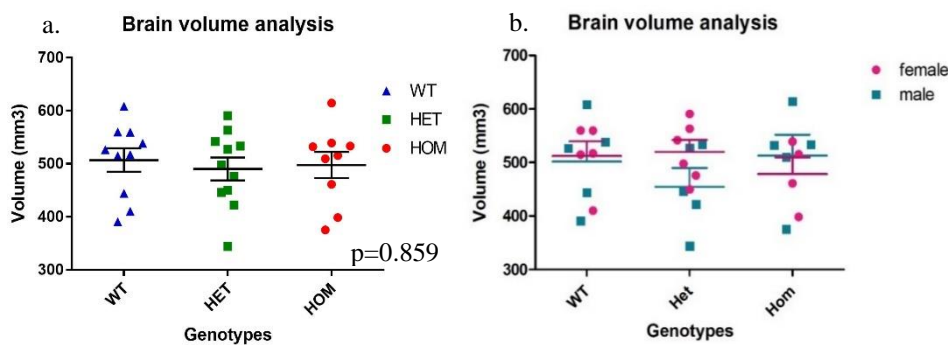 a.
Brain volume analysis
700
600
500
400
300
Volume (mm3)
WT
HET
HOM
Genotypes
WT
HET
HOM
p=0.859
b.
Brain volume analysis
700
600
500
400
300
Volume (mm3)
WT
Het
Hom
Genotypes
female
male